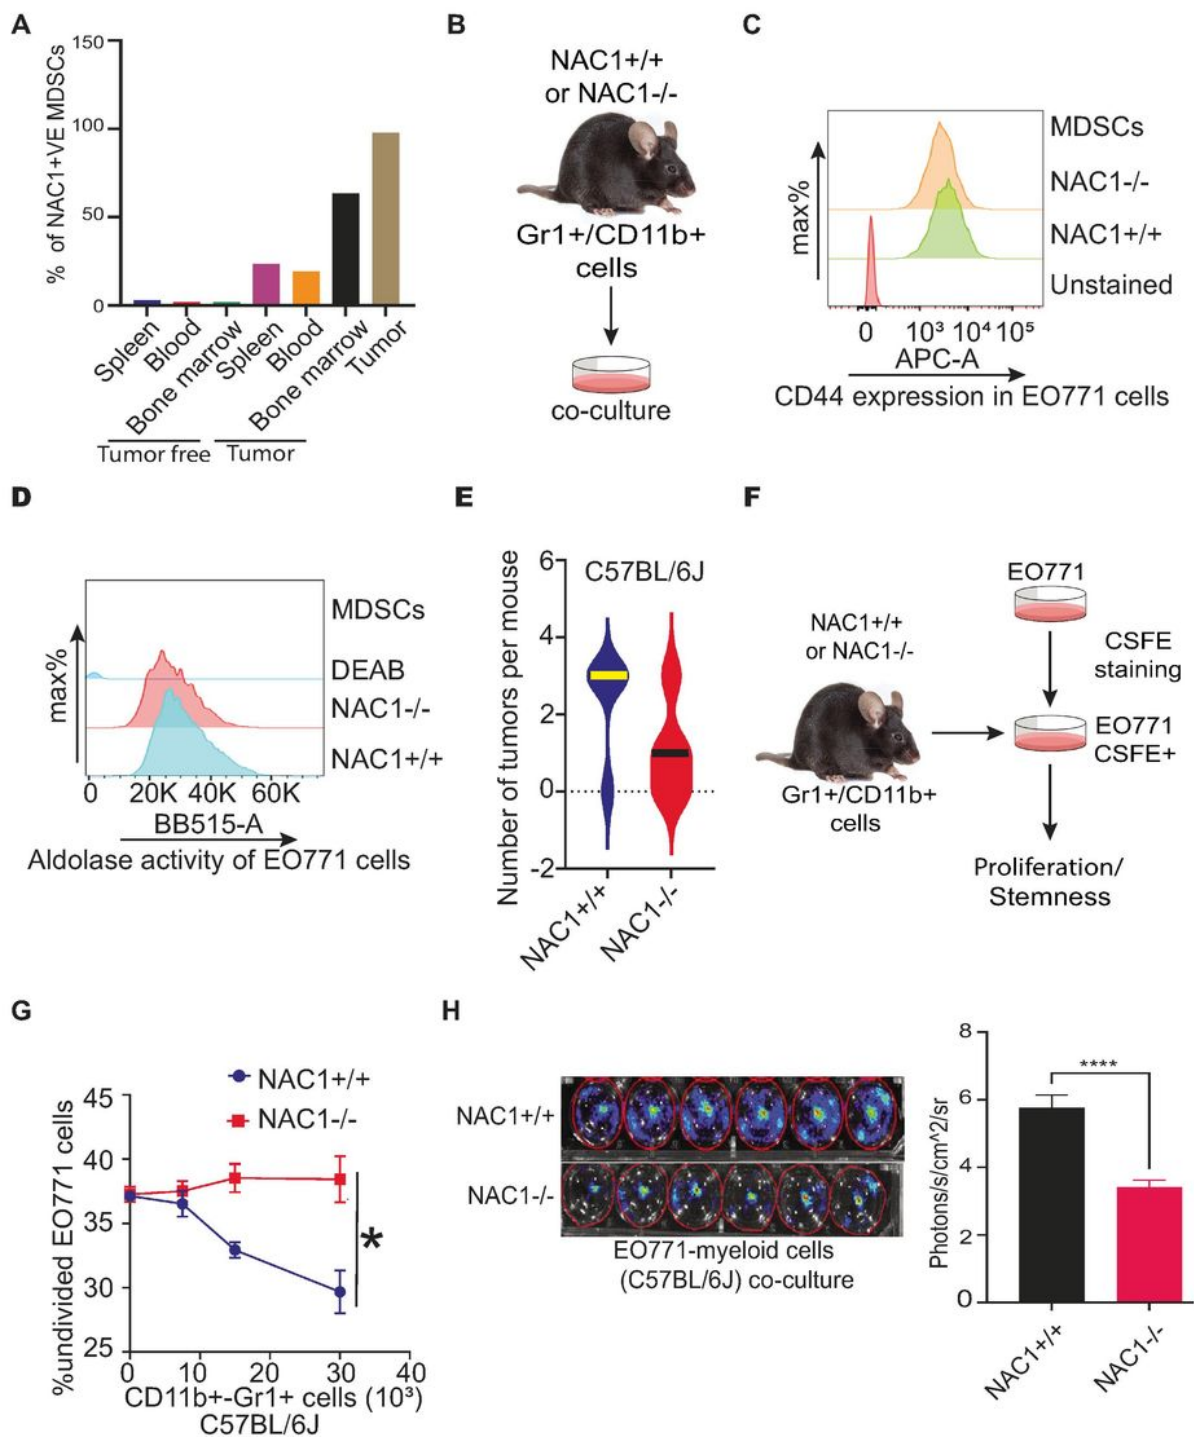 A
% of NAC1+VE MDSCs
150
100
50
0
Spleen
Blood
Bone marrow
Spleen
Blood
Bone marrow
Tumor
Tumor free
Tumor
B
NAC1+/+
or NAC1-/-
Gr1+/CD11b+
cells
co-culture
C
max%
MDSCs
NAC1-/-
NAC1+/+
Unstained
0 10³ 10⁴ 10⁵
APC-A
CD44 expression in EO771 cells
D
max%
MDSCs
DEAB
NAC1-/-
NAC1+/+
0 20K 40K 60K
BB515-A
Aldolase activity of EO771 cells
E
Number of tumors per mouse
C57BL/6J
6
4
2
0
-2
NAC1+/+
NAC1-/-
F
EO771
CSFE
staining
NAC1+/+
or NAC1-/-
EO771
CSFE+
Gr1+/CD11b+
cells
Proliferation/
Stemness
G
NAC1+/+
NAC1-/-
%undivided EO771 cells
45
40
35
30
25
*
0 10 20 30 40
CD11b+-Gr1+ cells (10³)
C57BL/6J
H
NAC1+/+
NAC1-/-
EO771-myeloid cells
(C57BL/6J) co-culture
Photons/s/cm^2/sr
8
6
4
2
0
****
NAC1+/+
NAC1-/-